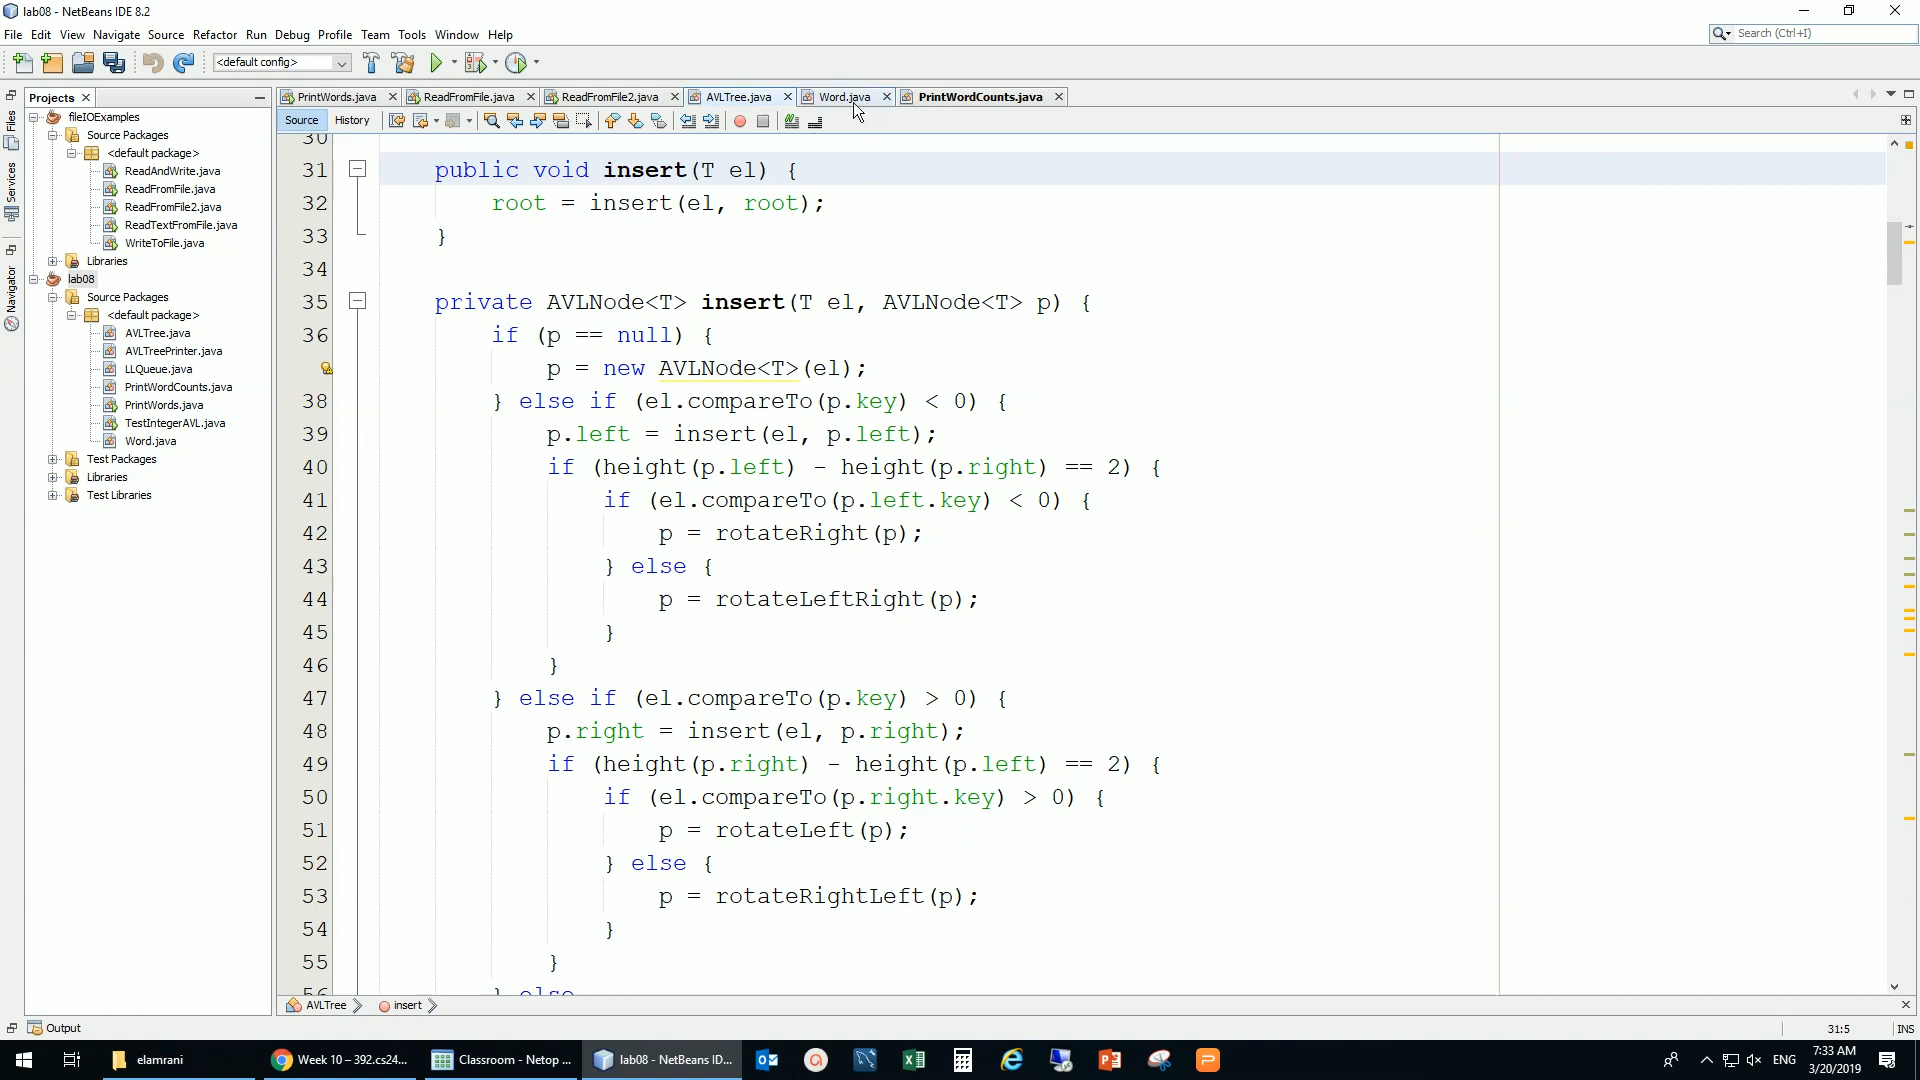 lab08 - NetBeans IDE 8.2
File Edit View Navigate Source Refactor Run Debug Profile Team Tools Window Help
Search (Ctrl+I)
<default config>
Projects
PrintWords.java ReadFromFile.java ReadFromFile2.java AVLTree.java Word.java PrintWordCounts.java
Source History
Files
Services
Navigator
fileIOExamples
Source Packages
<default package>
ReadAndWrite.java
ReadFromFile.java
ReadFromFile2.java
ReadTextFromFile.java
WriteToFile.java
Libraries
lab08
Source Packages
<default package>
AVLTree.java
AVLTreePrinter.java
LLQueue.java
PrintWordCounts.java
PrintWords.java
TestIntegerAVL.java
Word.java
Test Packages
Libraries
Test Libraries
30
31 public void insert(T el) {
32 root = insert(el, root);
33 }
34
35 private AVLNode<T> insert(T el, AVLNode<T> p) {
36 if (p == null) {
p = new AVLNode<T>(el);
38 } else if (el.compareTo(p.key) < 0) {
39 p.left = insert(el, p.left);
40 if (height(p.left) - height(p.right) == 2) {
41 if (el.compareTo(p.left.key) < 0) {
42 p = rotateRight(p);
43 } else {
44 p = rotateLeftRight(p);
45 }
46 }
47 } else if (el.compareTo(p.key) > 0) {
48 p.right = insert(el, p.right);
49 if (height(p.right) - height(p.left) == 2) {
50 if (el.compareTo(p.right.key) > 0) {
51 p = rotateLeft(p);
52 } else {
53 p = rotateRightLeft(p);
54 }
55 }
56 } else
AVLTree insert
Output
31:5 INS
elamrani
Week 10 – 392.cs24...
Classroom - Netop ...
lab08 - NetBeans ID...
ENG
7:33 AM
3/20/2019